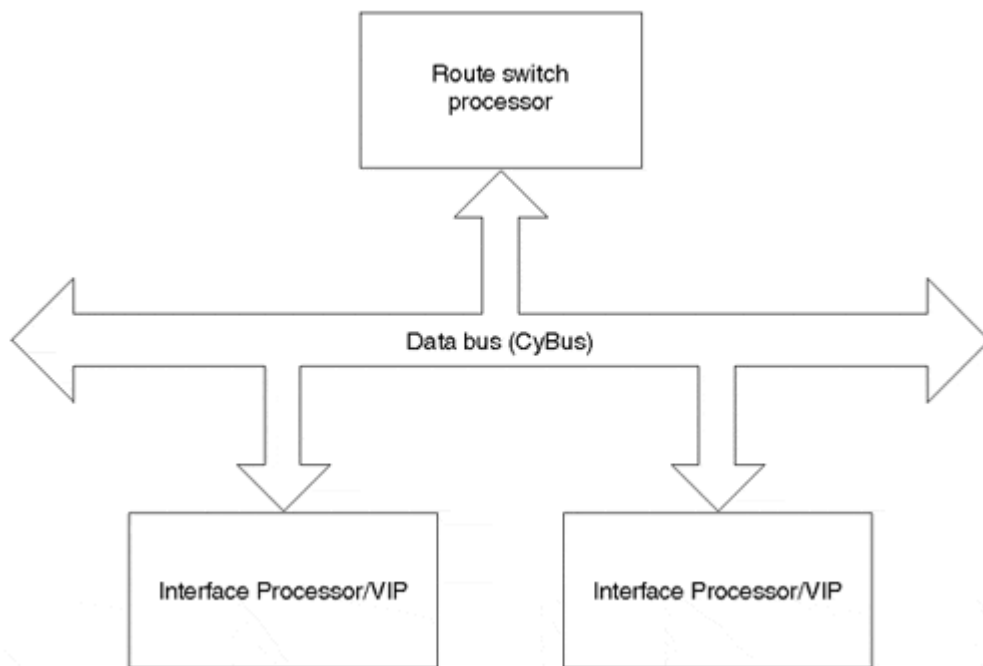 Route switch
processor
Data bus (CyBus)
Interface Processor/VIP
Interface Processor/VIP